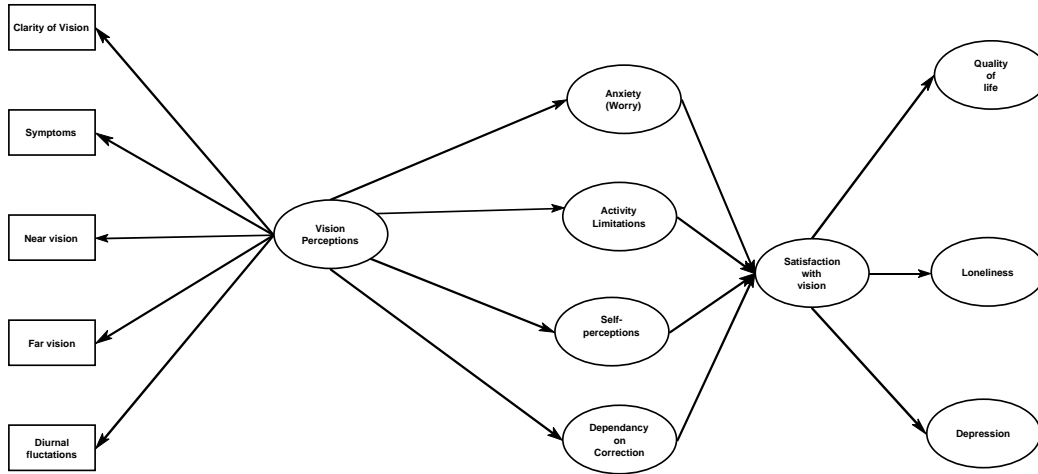 Clarity of Vision
Symptoms
Near vision
Far vision
Diurnal
fluctations
Vision
Perceptions
Anxiety
(Worry)
Activity
Limitations
Self-
perceptions
Dependancy
on
Correction
Satisfaction
with
vision
Quality
of
life
Loneliness
Depression